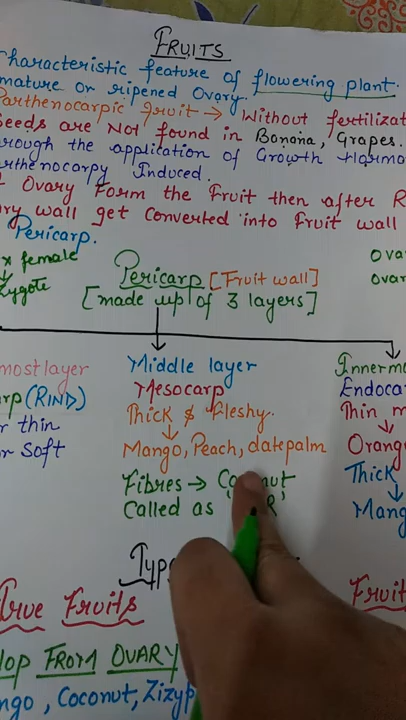 FRUITS
Characteristic feature of flowering plant.
mature or ripened Ovary.
Parthenocarpic fruit → Without fertilizat
Seeds are Not found in Banana, Grapes.
rough the application of Growth Hormo
rthenocarpy Induced.
Ovary Form the Fruit then after R
ry wall get Converted into Fruit wall
Pericarp.
female
Zygote
Pericarp [Fruit wall]
[made up of 3 layers]
Ova
ovar
most layer
rp (RIND)
r thin
r Soft
Middle layer
Mesocarp
Thick & fleshy.
Mango, Peach, datepalm
Fibres → Coconut
Called as
Innerm
Endoca
Thin m
Orang
Thick
Mang
Typ
True Fruits
lop FROM OVARY
ngo, Coconut, Zizyp
Fruit